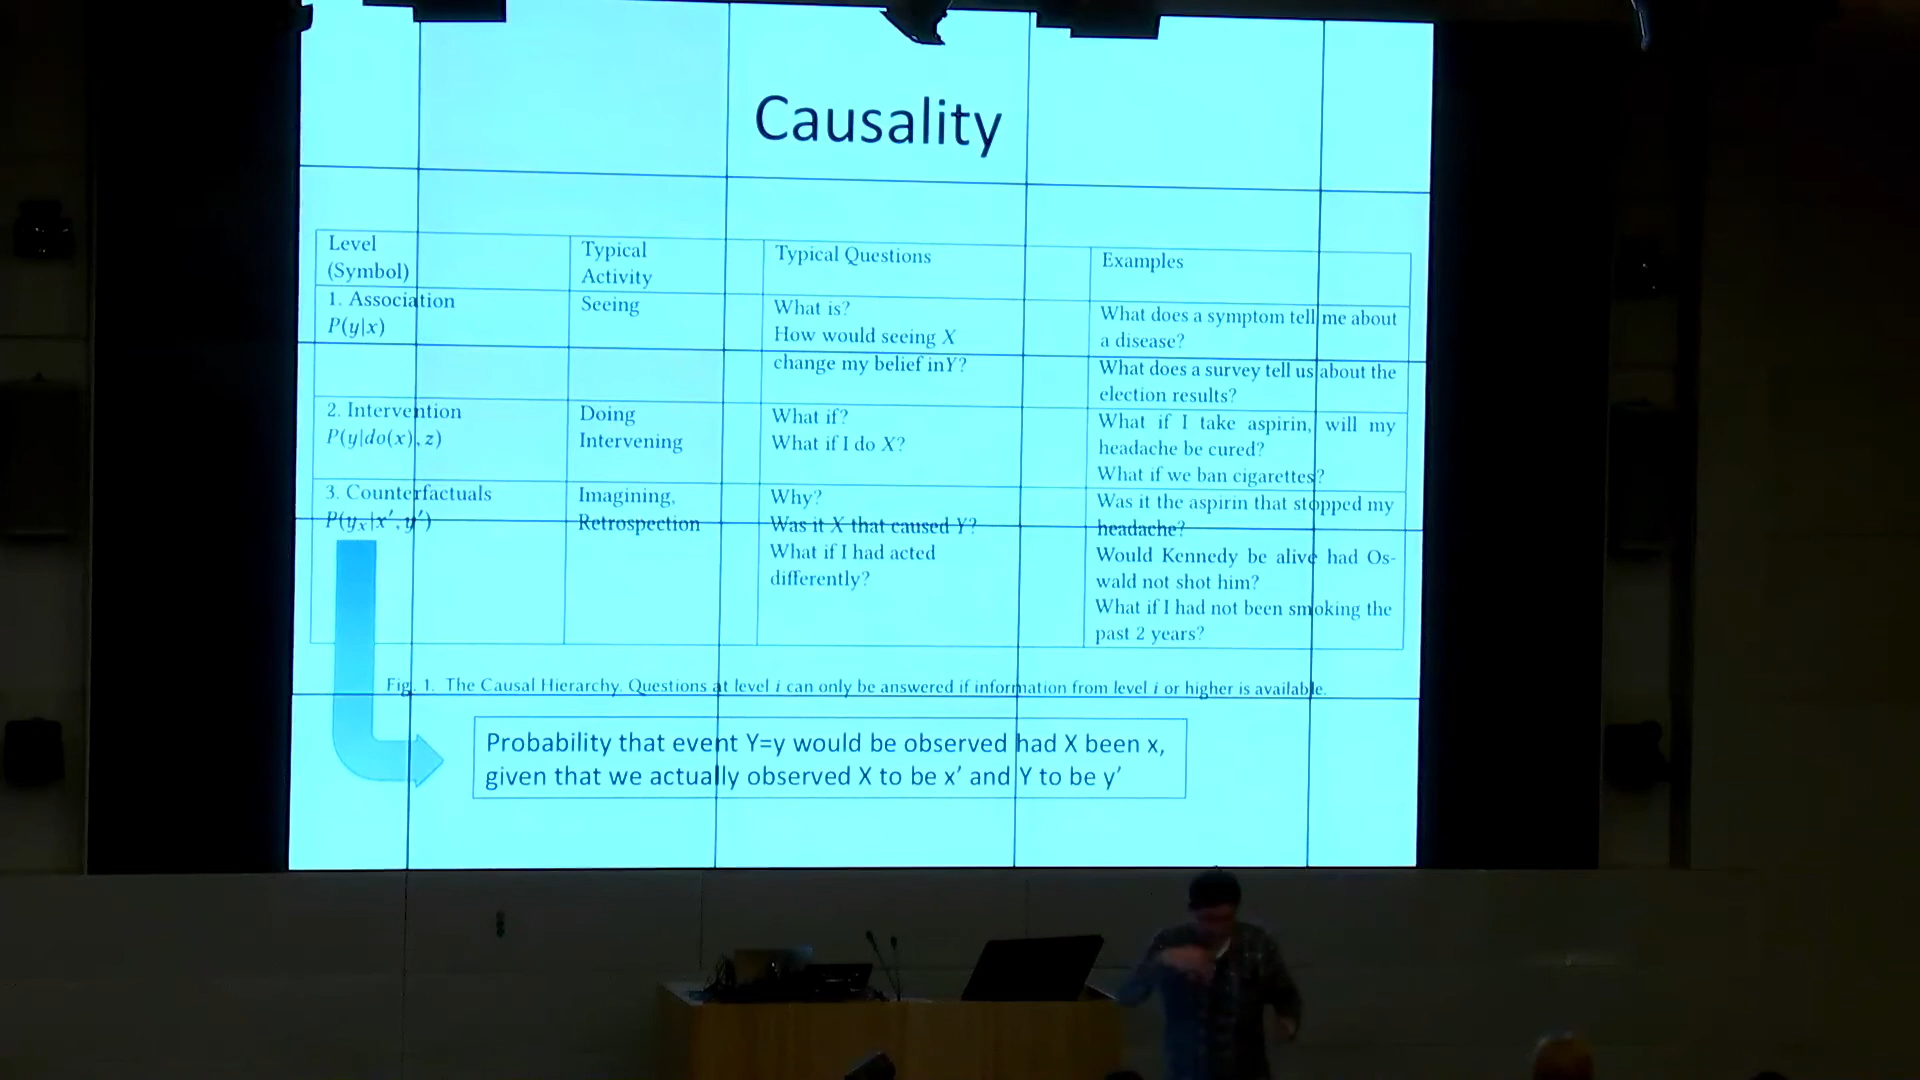 Causality
Level
(Symbol)
Typical
Activity
Typical Questions
Examples
1. Association
P(y|x)
Seeing
What is?
How would seeing X
change my belief inY?
What does a symptom tell me about
a disease?
What does a survey tell us about the
election results?
2. Intervention
P(y|do(x), z)
Doing
Intervening
What if?
What if I do X?
What if I take aspirin, will my
headache be cured?
What if we ban cigarettes?
3. Counterfactuals
P(yₓ|x′, y′)
Imagining,
Retrospection
Why?
Was it X that caused Y?
What if I had acted
differently?
Was it the aspirin that stopped my
headache?
Would Kennedy be alive had Os-
wald not shot him?
What if I had not been smoking the
past 2 years?
Fig. 1. The Causal Hierarchy. Questions at level i can only be answered if information from level i or higher is available.
Probability that event Y=y would be observed had X been x,
given that we actually observed X to be x′ and Y to be y′